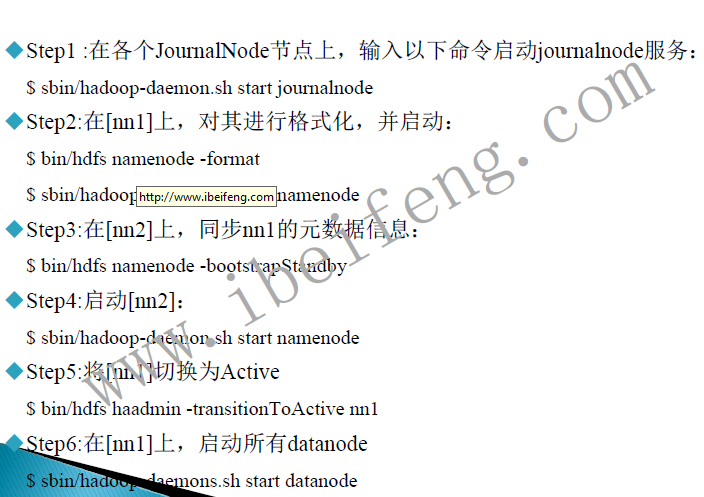 Step1 :在各个JournalNode节点上，输入以下命令启动journalnode服务：
$ sbin/hadoop-daemon.sh start journalnode
Step2:在[nn1]上，对其进行格式化，并启动：
$ bin/hdfs namenode -format
$ sbin/hadoop namenode
http://www.ibeifeng.com
Step3:在[nn2]上，同步nn1的元数据信息：
$ bin/hdfs namenode -bootstrapStandby
Step4:启动[nn2]：
$ sbin/hadoop-daemon.sh start namenode
Step5:将[nn1]切换为Active
$ bin/hdfs haadmin -transitionToActive nn1
Step6:在[nn1]上，启动所有datanode
$ sbin/hadoop-daemons.sh start datanode
www.ibeifeng.com